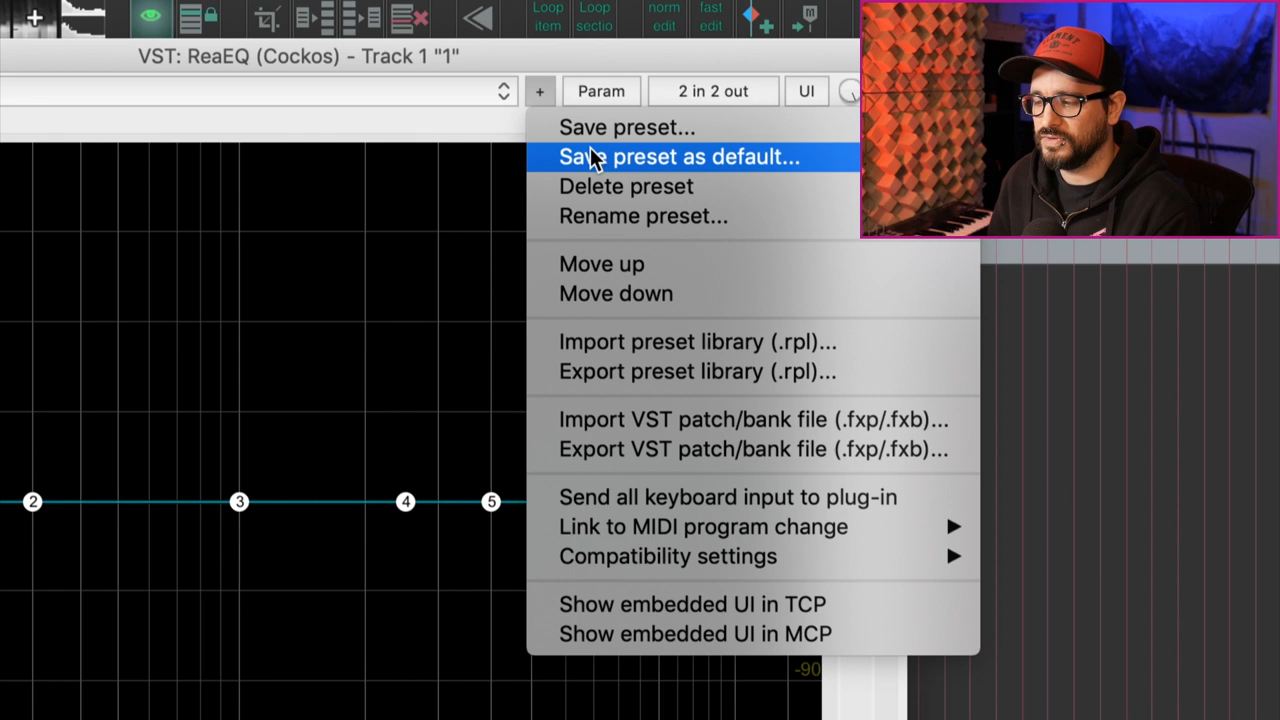 Loop
item
Loop
sectio
norm
edit
fast
edit
m
VST: ReaEQ (Cockos) - Track 1 "1"
+
Param
2 in 2 out
UI
Save preset...
Save preset as default...
Delete preset
Rename preset...
Move up
Move down
Import preset library (.rpl)...
Export preset library (.rpl)...
Import VST patch/bank file (.fxp/.fxb)...
Export VST patch/bank file (.fxp/.fxb)...
Send all keyboard input to plug-in
Link to MIDI program change
Compatibility settings
Show embedded UI in TCP
Show embedded UI in MCP
2
3
4
5
-90